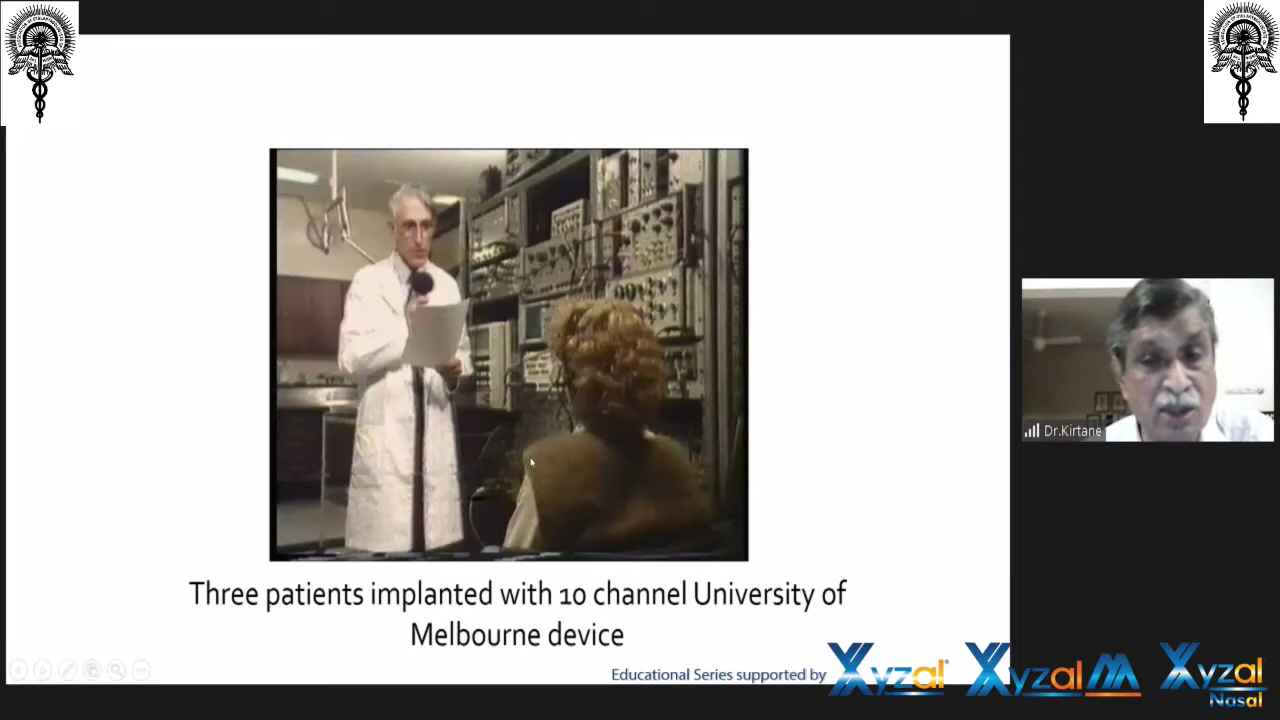 Dr.Kirtane
Three patients implanted with 10 channel University of
Melbourne device
Educational Series supported by
Xyzal®
Xyzal M
Xyzal
Nasal